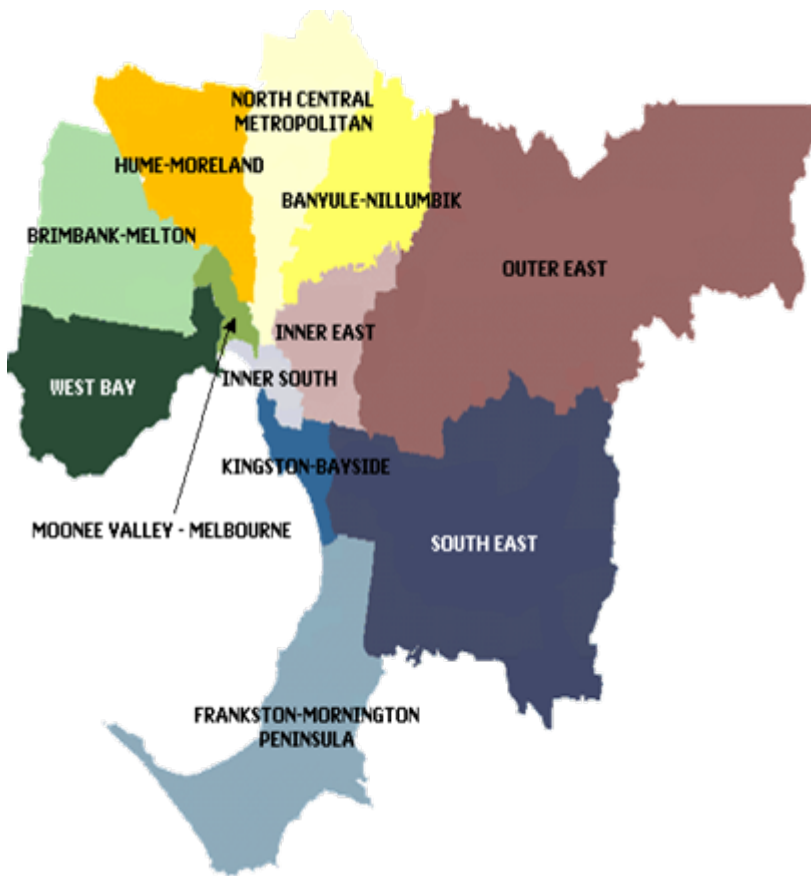 NORTH CENTRAL
METROPOLITAN
HUME-MORELAND
BANYULE-NILLUMBIK
BRIMBANK-MELTON
OUTER EAST
INNER EAST
WEST BAY
INNER SOUTH
KINGSTON-BAYSIDE
MOONEE VALLEY - MELBOURNE
SOUTH EAST
FRANKSTON-MORNINGTON
PENINSULA